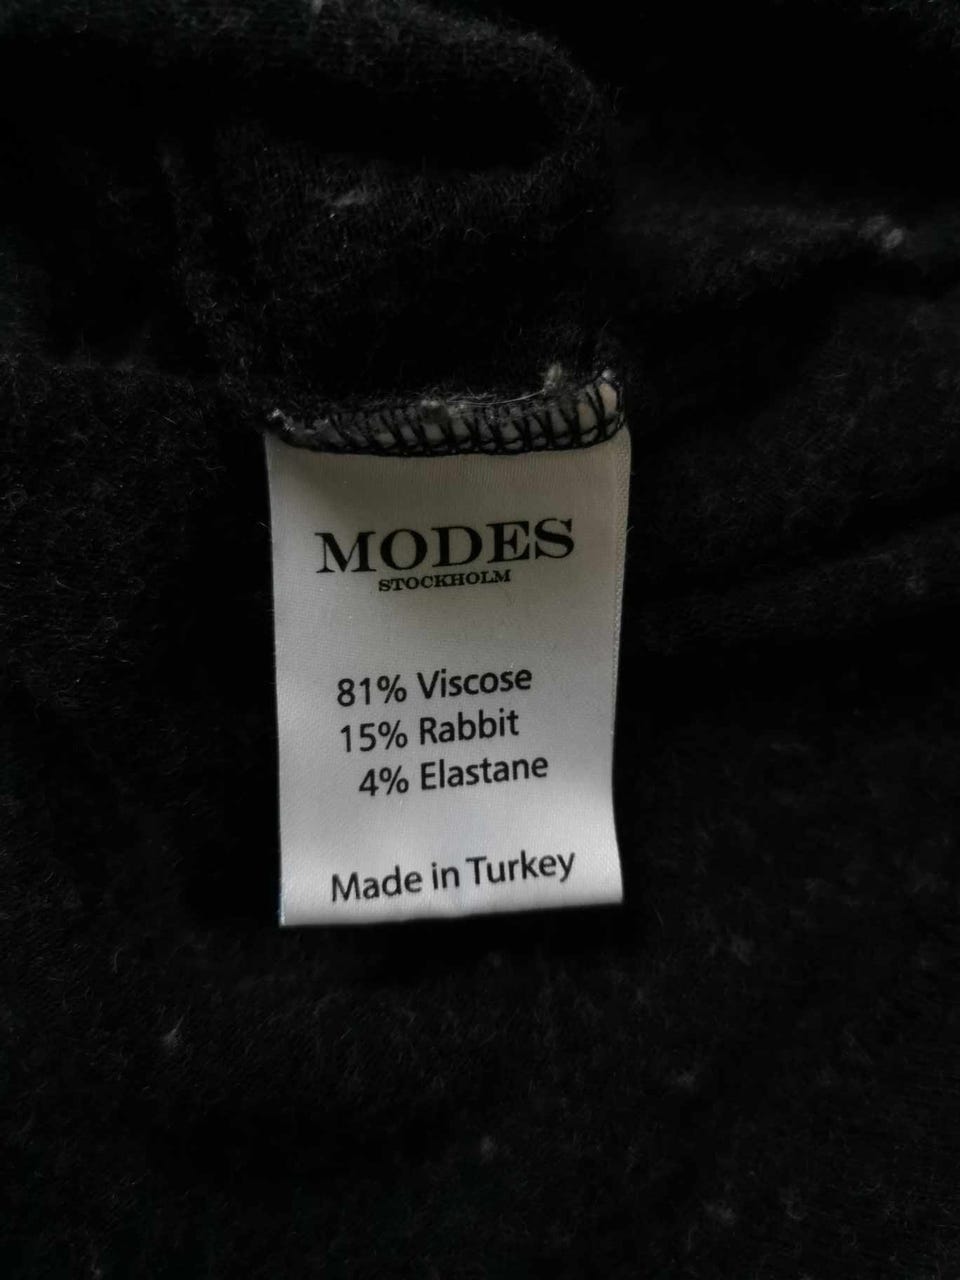 MODES
STOCKHOLM
81% Viscose
15% Rabbit
4% Elastane
Made in Turkey